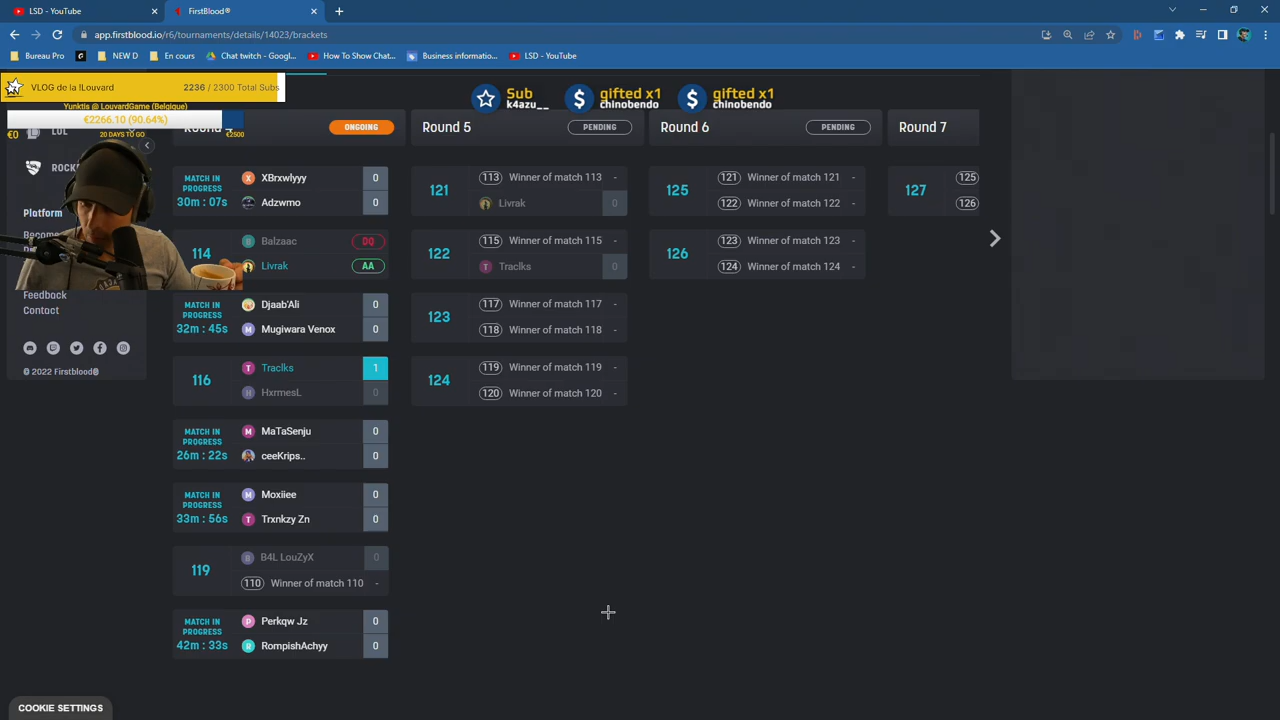 LSD - YouTube
FirstBlood®
app.firstblood.io/r6/tournaments/details/14023/brackets
Bureau Pro
NEW D
En cours
Chat twitch - Googl...
How To Show Chat...
Business informatio...
LSD - YouTube
VLOG de la !Louvard 2236 / 2300 Total Subs
Yunktis @ LouvardGame (Belgique)
€2266.10 (90.64%)
€0 20 DAYS TO GO €2500
LOL
Sub
k4azu__
gifted x1
chinobendo
gifted x1
chinobendo
ONGOING
Round 5 PENDING
Round 6 PENDING
Round 7
Platform
Feedback
Contact
© 2022 Firstblood®
MATCH IN PROGRESS
30m : 07s
XBrxwlyyy 0
Adzwmo 0
114
Balzaac DQ
Livrak AA
MATCH IN PROGRESS
32m : 45s
Djaab'Ali 0
Mugiwara Venox 0
116
Traclks 1
HxrmesL 0
MATCH IN PROGRESS
26m : 22s
MaTaSenju 0
ceeKrips.. 0
MATCH IN PROGRESS
33m : 56s
Moxiiee 0
Trxnkzy Zn 0
119
B4L LouZyX 0
110 Winner of match 110 -
MATCH IN PROGRESS
42m : 33s
Perkqw Jz 0
RompishAchyy 0
121
113 Winner of match 113 -
Livrak 0
122
115 Winner of match 115 -
Traclks 0
123
117 Winner of match 117 -
118 Winner of match 118 -
124
119 Winner of match 119 -
120 Winner of match 120 -
125
121 Winner of match 121 -
122 Winner of match 122 -
126
123 Winner of match 123 -
124 Winner of match 124 -
127
125
126
COOKIE SETTINGS